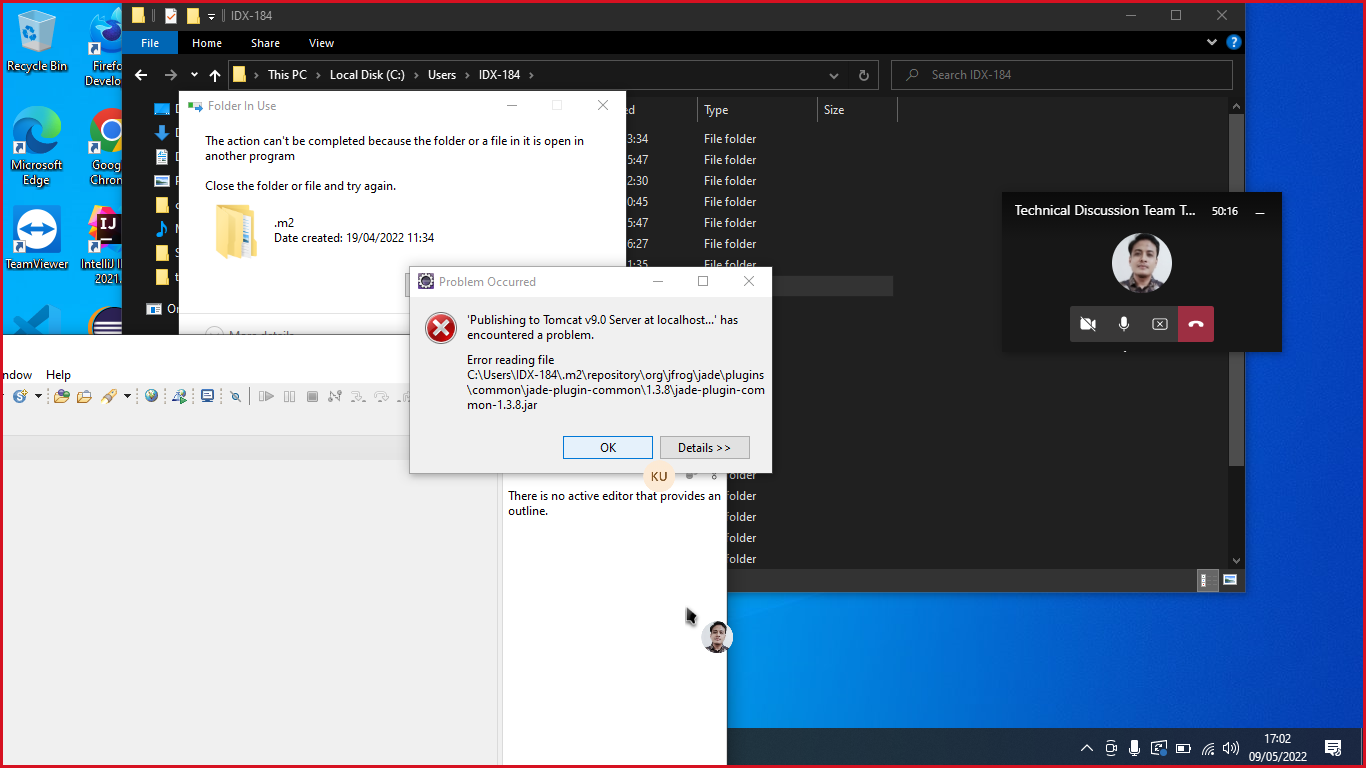 Recycle Bin
Firefo
Develo
Microsoft
Edge
Goog
Chron
TeamViewer
IntelliJ II
2021.
IDX-184
File
Home
Share
View
This PC
Local Disk (C:)
Users
IDX-184
Search IDX-184
ed
Type
Size
3:34
File folder
5:47
File folder
2:30
File folder
0:45
File folder
5:47
File folder
6:27
File folder
1:35
File folder
older
folder
folder
folder
folder
Folder In Use
The action can't be completed because the folder or a file in it is open in
another program
Close the folder or file and try again.
.m2
Date created: 19/04/2022 11:34
More details
Problem Occurred
'Publishing to Tomcat v9.0 Server at localhost...' has
encountered a problem.
Error reading file
C:\Users\IDX-184\.m2\repository\org\jfrog\jade\plugins
\common\jade-plugin-common\1.3.8\jade-plugin-com
mon-1.3.8.jar
OK
Details >>
KU
ndow
Help
There is no active editor that provides an
outline.
Technical Discussion Team T...
50:16
17:02
09/05/2022